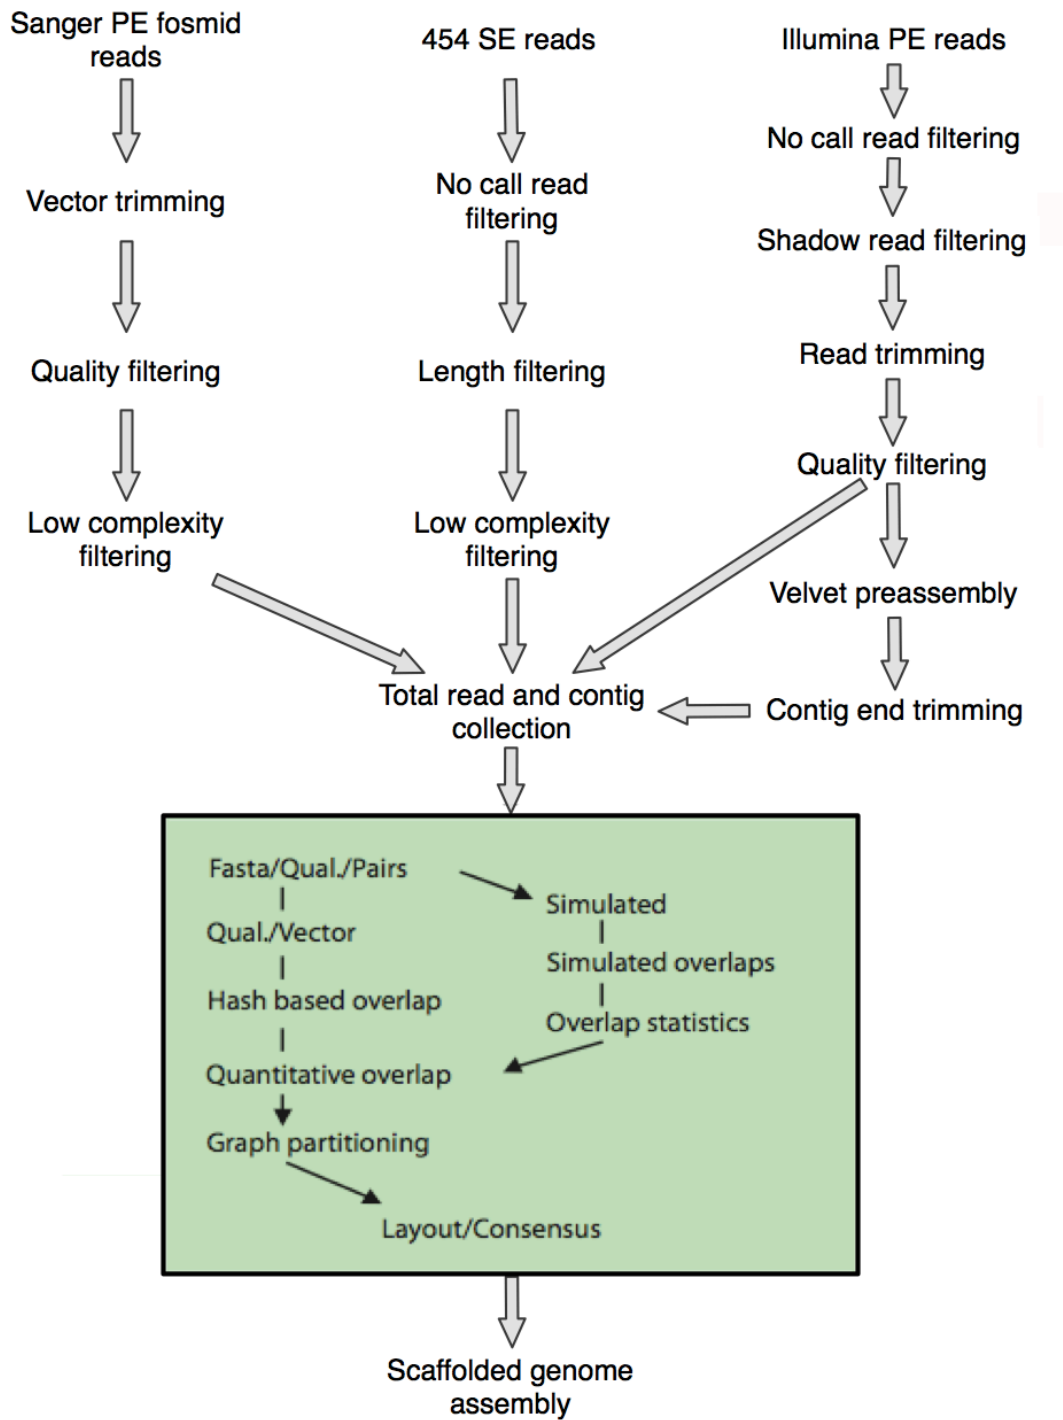 Sanger PE fosmid
reads
Vector trimming
Quality filtering
Low complexity
filtering
454 SE reads
No call read
filtering
Length filtering
Low complexity
filtering
Illumina PE reads
No call read filtering
Shadow read filtering
Read trimming
Quality filtering
Velvet preassembly
Contig end trimming
Total read and contig
collection
Fasta/Qual./Pairs
Qual./Vector
Hash based overlap
Quantitative overlap
Graph partitioning
Simulated
Simulated overlaps
Overlap statistics
Layout/Consensus
Scaffolded genome
assembly